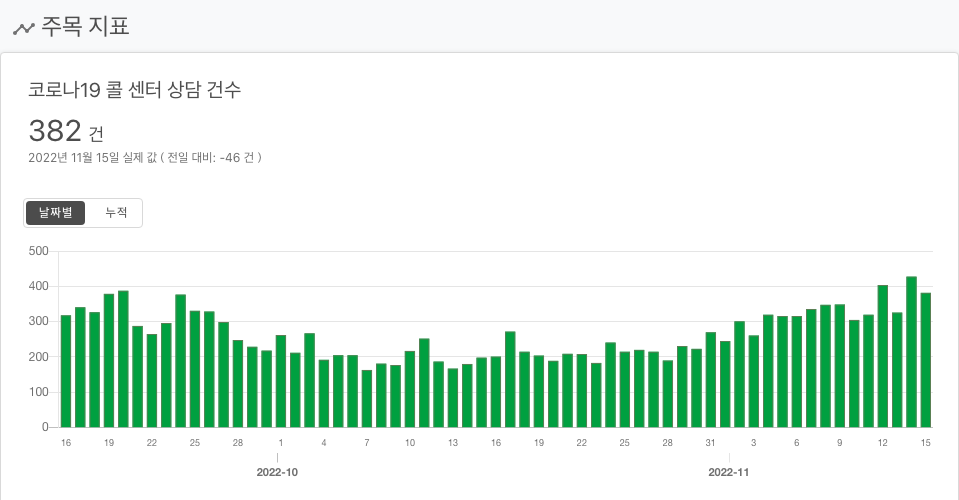 주목 지표
코로나19 콜 센터 상담 건수
382 건
2022년 11월 15일 실제 값 ( 전일 대비: -46 건 )
날짜별 누적
500
400
300
200
100
0
16 19 22 25 28 1 4 7 10 13 16 19 22 25 28 31 3 6 9 12 15
2022-10 2022-11